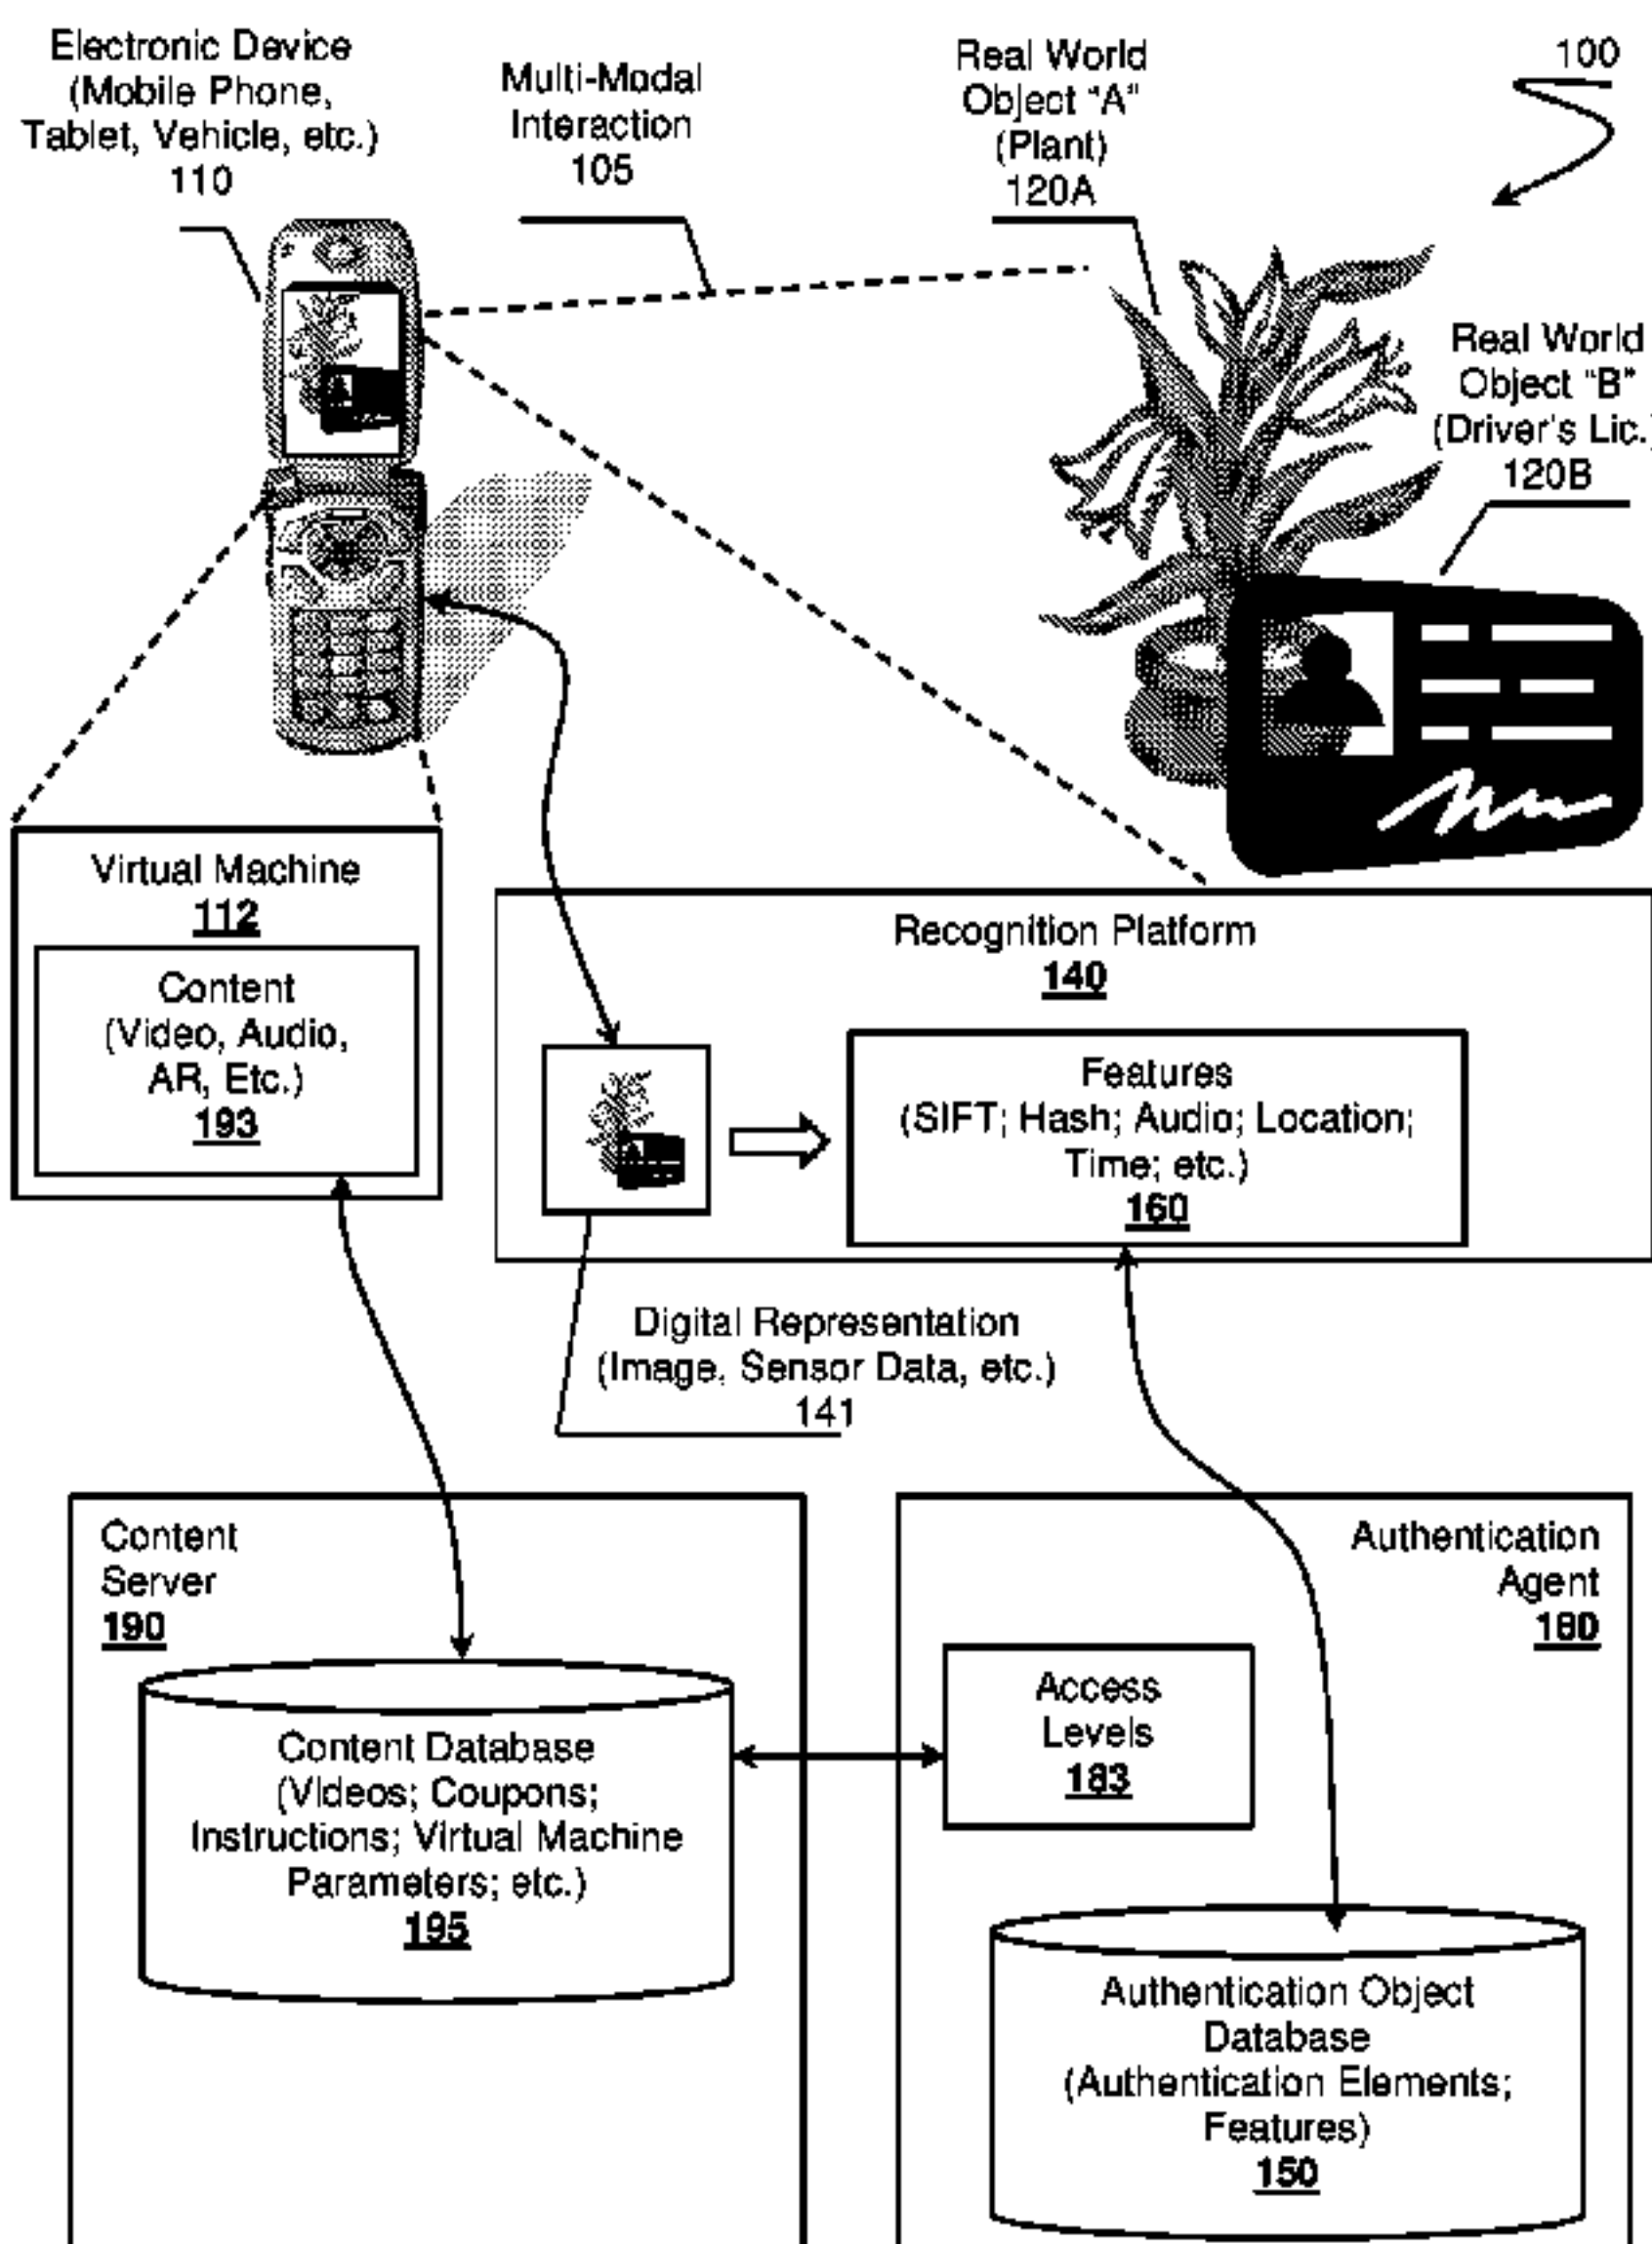 Electronic Device
(Mobile Phone,
Tablet, Vehicle, etc.)
110
Multi-Modal
Interaction
105
Real World
Object "A"
(Plant)
120A
100
Real World
Object "B"
(Driver's Lic.)
120B
Virtual Machine
112
Content
(Video, Audio,
AR, Etc.)
193
Recognition Platform
140
Features
(SIFT; Hash; Audio; Location;
Time; etc.)
160
Digital Representation
(Image, Sensor Data, etc.)
141
Content
Server
190
Content Database
(Videos; Coupons;
Instructions; Virtual Machine
Parameters; etc.)
195
Authentication
Agent
180
Access
Levels
183
Authentication Object
Database
(Authentication Elements;
Features)
150